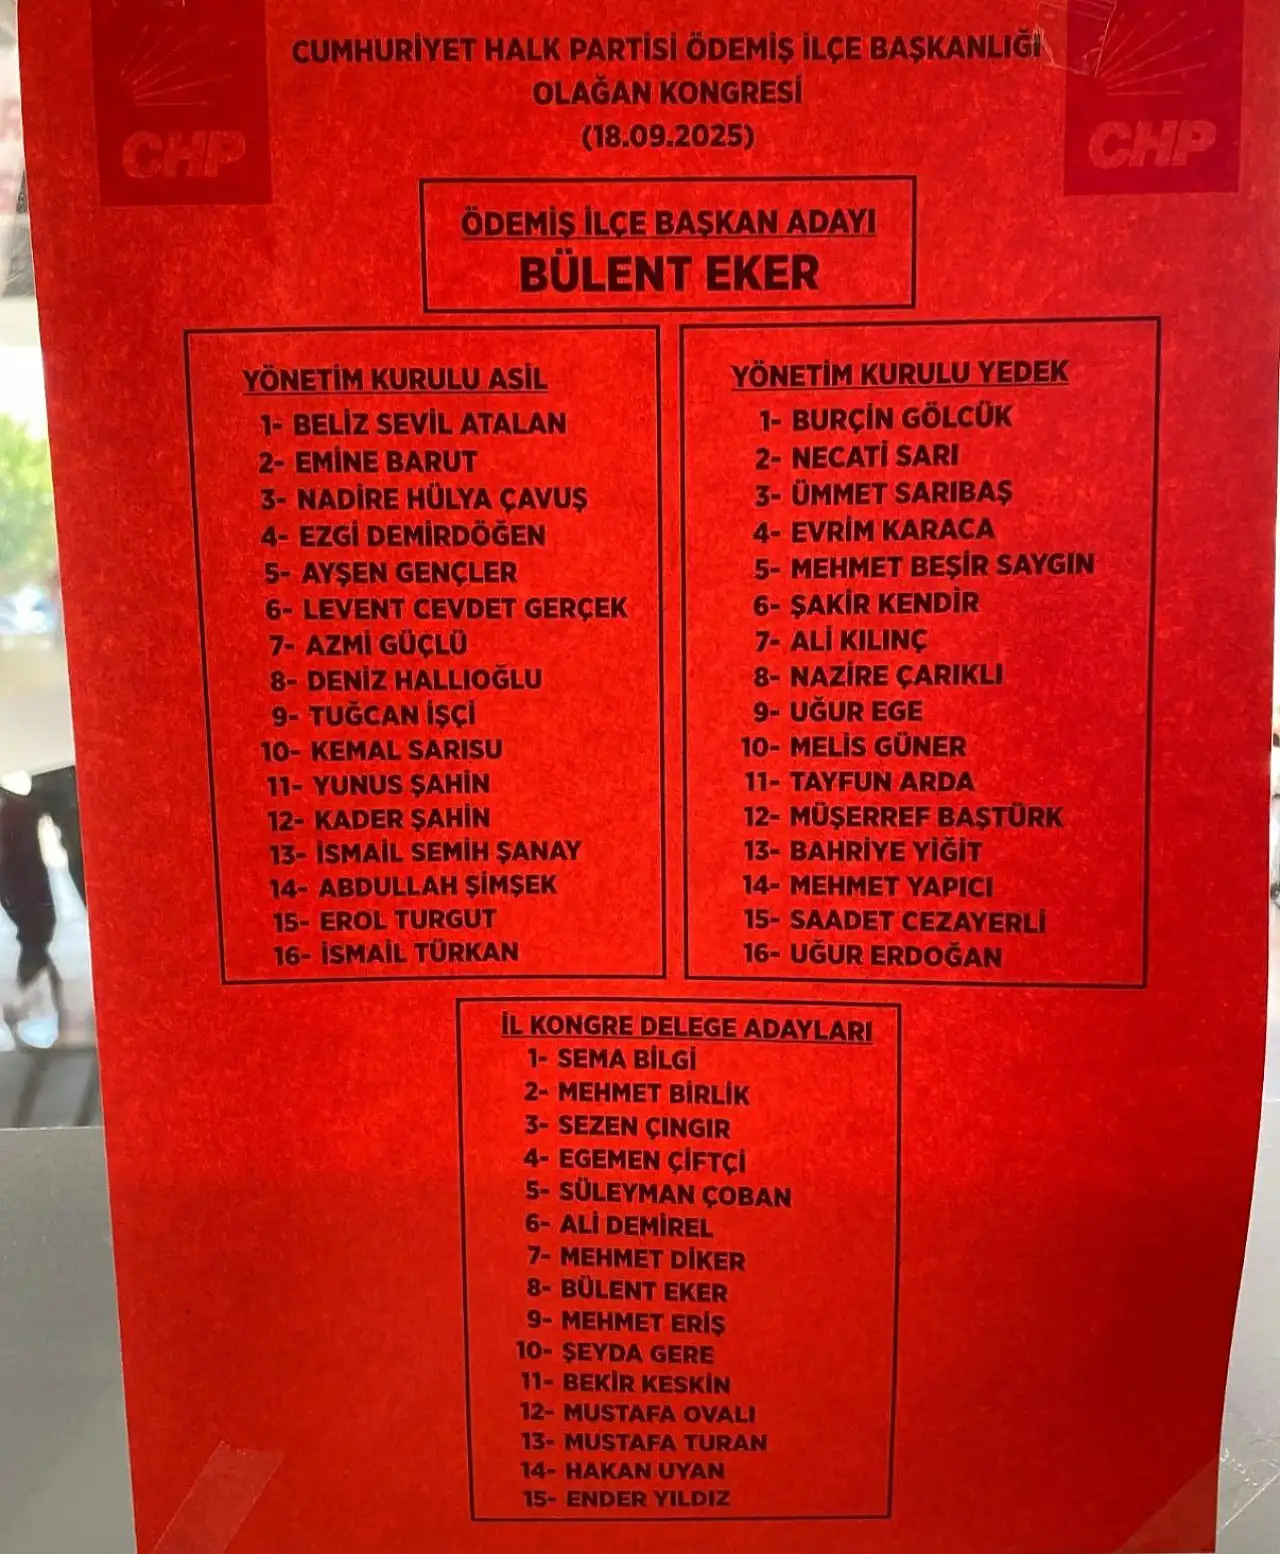 CUMHURİYET HALK PARTİSİ ÖDEMİŞ İLÇE BAŞKANLIĞI
OLAĞAN KONGRESİ
(18.09.2025)
CHP
CHP
ÖDEMİŞ İLÇE BAŞKAN ADAYI
BÜLENT EKER
YÖNETİM KURULU ASİL
1- BELİZ SEVİL ATALAN
2- EMİNE BARUT
3- NADİRE HÜLYA ÇAVUŞ
4- EZGİ DEMİRDÖĞEN
5- AYŞEN GENÇLER
6- LEVENT CEVDET GERÇEK
7- AZMİ GÜÇLÜ
8- DENİZ HALLIOĞLU
9- TUĞCAN İŞÇİ
10- KEMAL SARISU
11- YUNUS ŞAHİN
12- KADER ŞAHİN
13- İSMAİL SEMİH ŞANAY
14- ABDULLAH ŞİMŞEK
15- EROL TURGUT
16- İSMAİL TÜRKAN
YÖNETİM KURULU YEDEK
1- BURÇİN GÖLCÜK
2- NECATİ SARI
3- ÜMMET SARIBAŞ
4- EVRİM KARACA
5- MEHMET BEŞİR SAYGIN
6- ŞAKİR KENDİR
7- ALİ KILINÇ
8- NAZİRE ÇARIKLI
9- UĞUR EGE
10- MELİS GÜNER
11- TAYFUN ARDA
12- MÜŞERREF BAŞTÜRK
13- BAHRİYE YİĞİT
14- MEHMET YAPICI
15- SAADET CEZAYERLİ
16- UĞUR ERDOĞAN
İL KONGRE DELEGE ADAYLARI
1- SEMA BİLGİ
2- MEHMET BİRLİK
3- SEZEN ÇINGIR
4- EGEMEN ÇİFTÇİ
5- SÜLEYMAN ÇOBAN
6- ALİ DEMİREL
7- MEHMET DİKER
8- BÜLENT EKER
9- MEHMET ERİŞ
10- ŞEYDA GERE
11- BEKİR KESKİN
12- MUSTAFA OVALI
13- MUSTAFA TURAN
14- HAKAN UYAN
15- ENDER YILDIZ